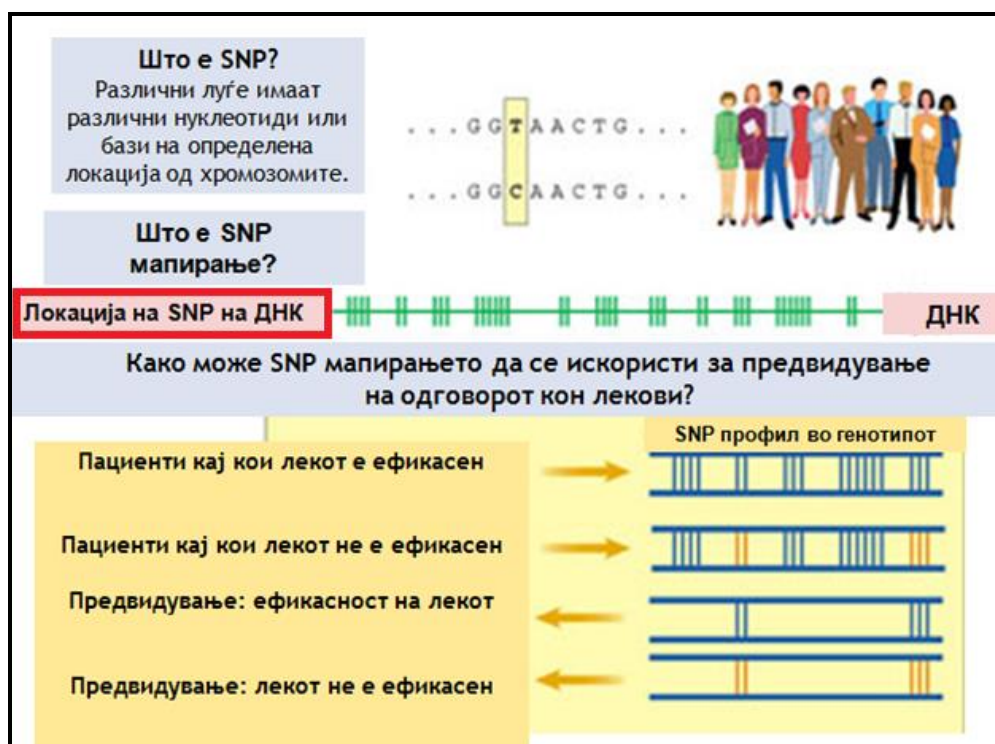 Што е SNP?
Различни луѓе имаат
различни нуклеотиди или
бази на определена
локација од хромозомите.
...GGTAACTG...
...GGCAACTG...
Што е SNP
мапирање?
Локација на SNP на ДНК
ДНК
Како може SNP мапирањето да се искористи за предвидување
на одговорот кон лекови?
SNP профил во генотипот
Пациенти кај кои лекот е ефикасен
Пациенти кај кои лекот не е ефикасен
Предвидување: ефикасност на лекот
Предвидување: лекот не е ефикасен